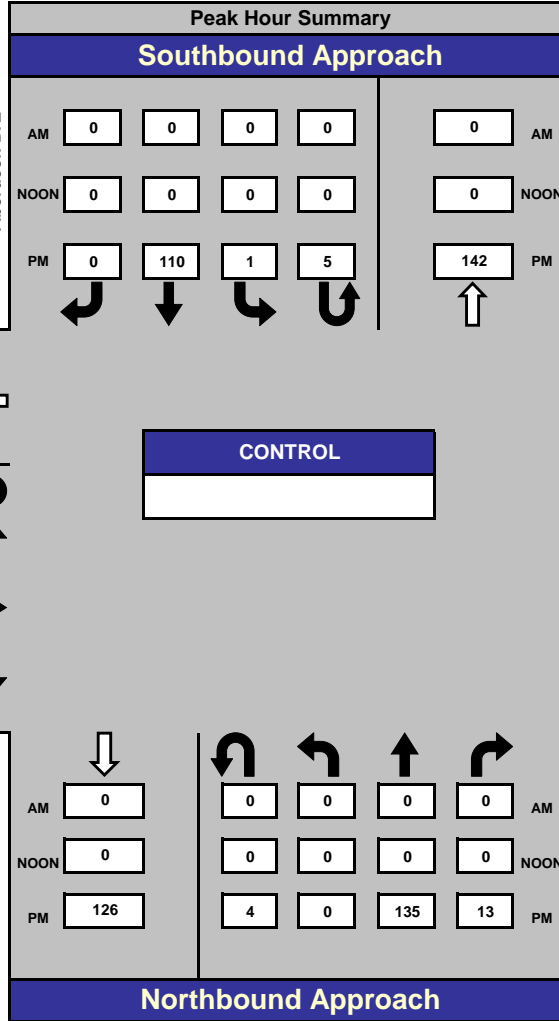 Peak Hour Summary
Southbound Approach
AM 0 0 0 0 0 AM
NOON 0 0 0 0 0 NOON
PM 0 110 1 5 142 PM
CONTROL
AM 0 0 0 0 0 AM
NOON 0 0 0 0 0 NOON
PM 126 4 0 135 13 PM
Northbound Approach